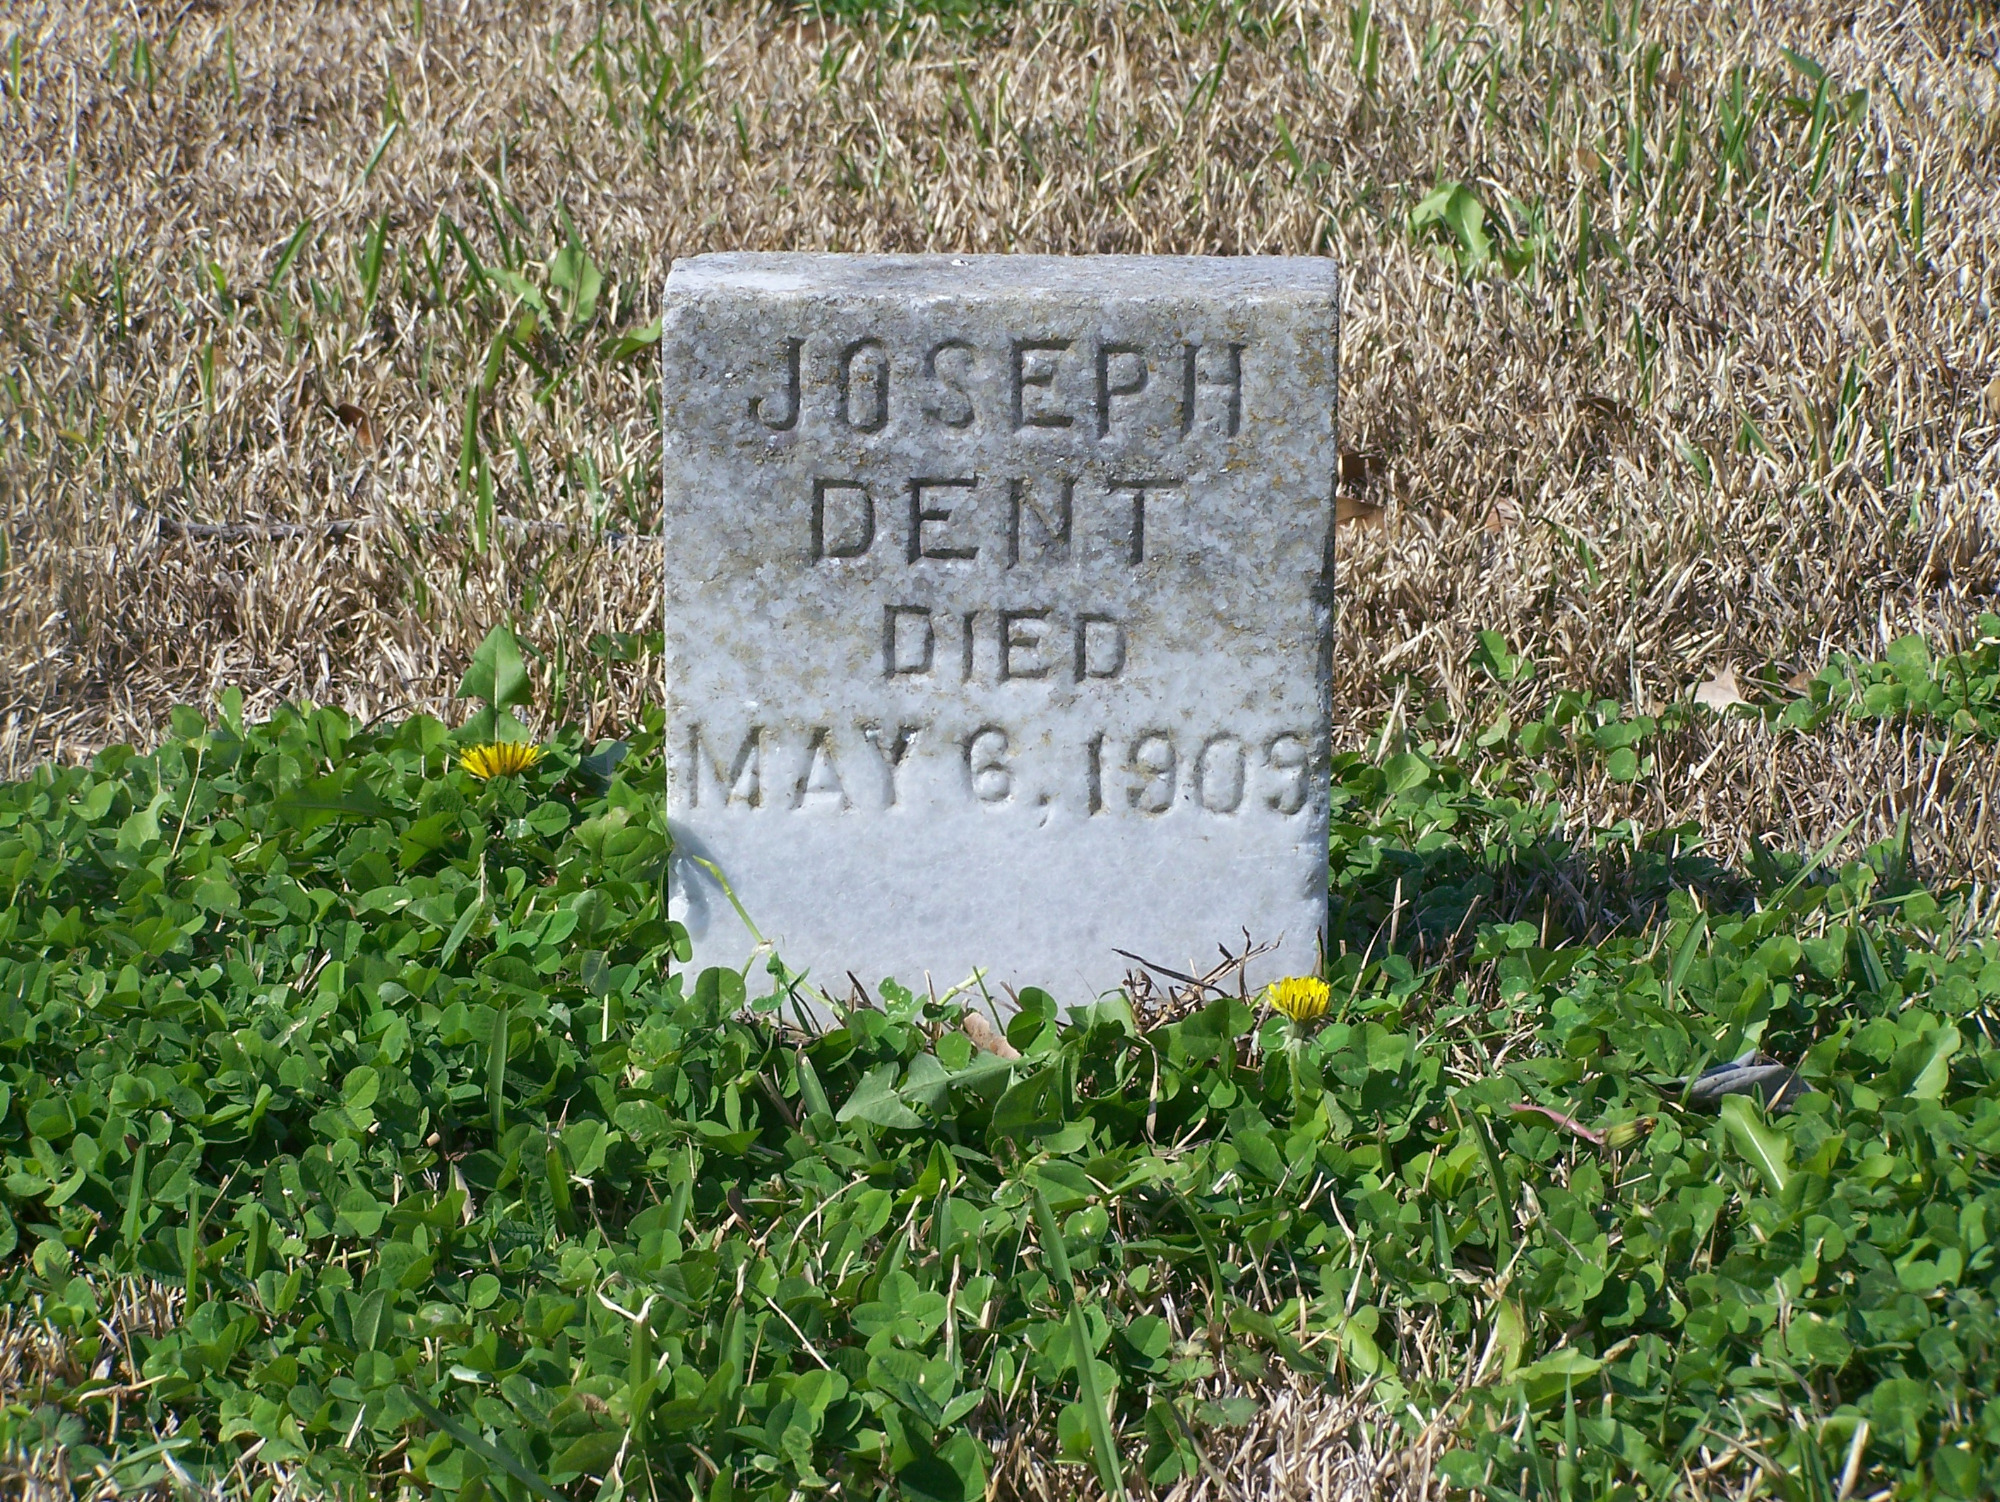 JOSEPH
DENT
DIED
MAY 6, 1909